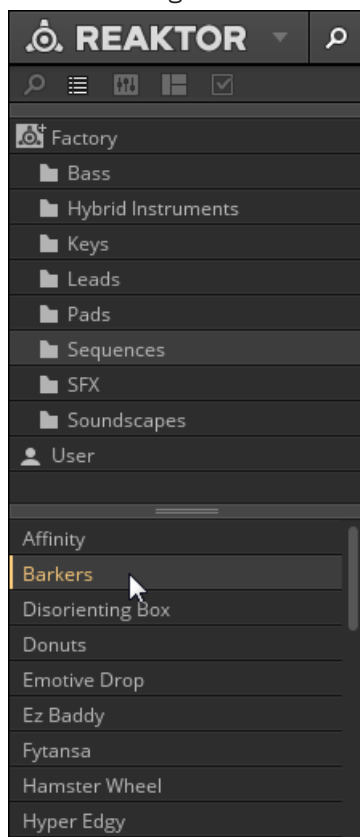 REAKTOR
Factory
Bass
Hybrid Instruments
Keys
Leads
Pads
Sequences
SFX
Soundscapes
User
Affinity
Barkers
Disorienting Box
Donuts
Emotive Drop
Ez Baddy
Fytansa
Hamster Wheel
Hyper Edgy